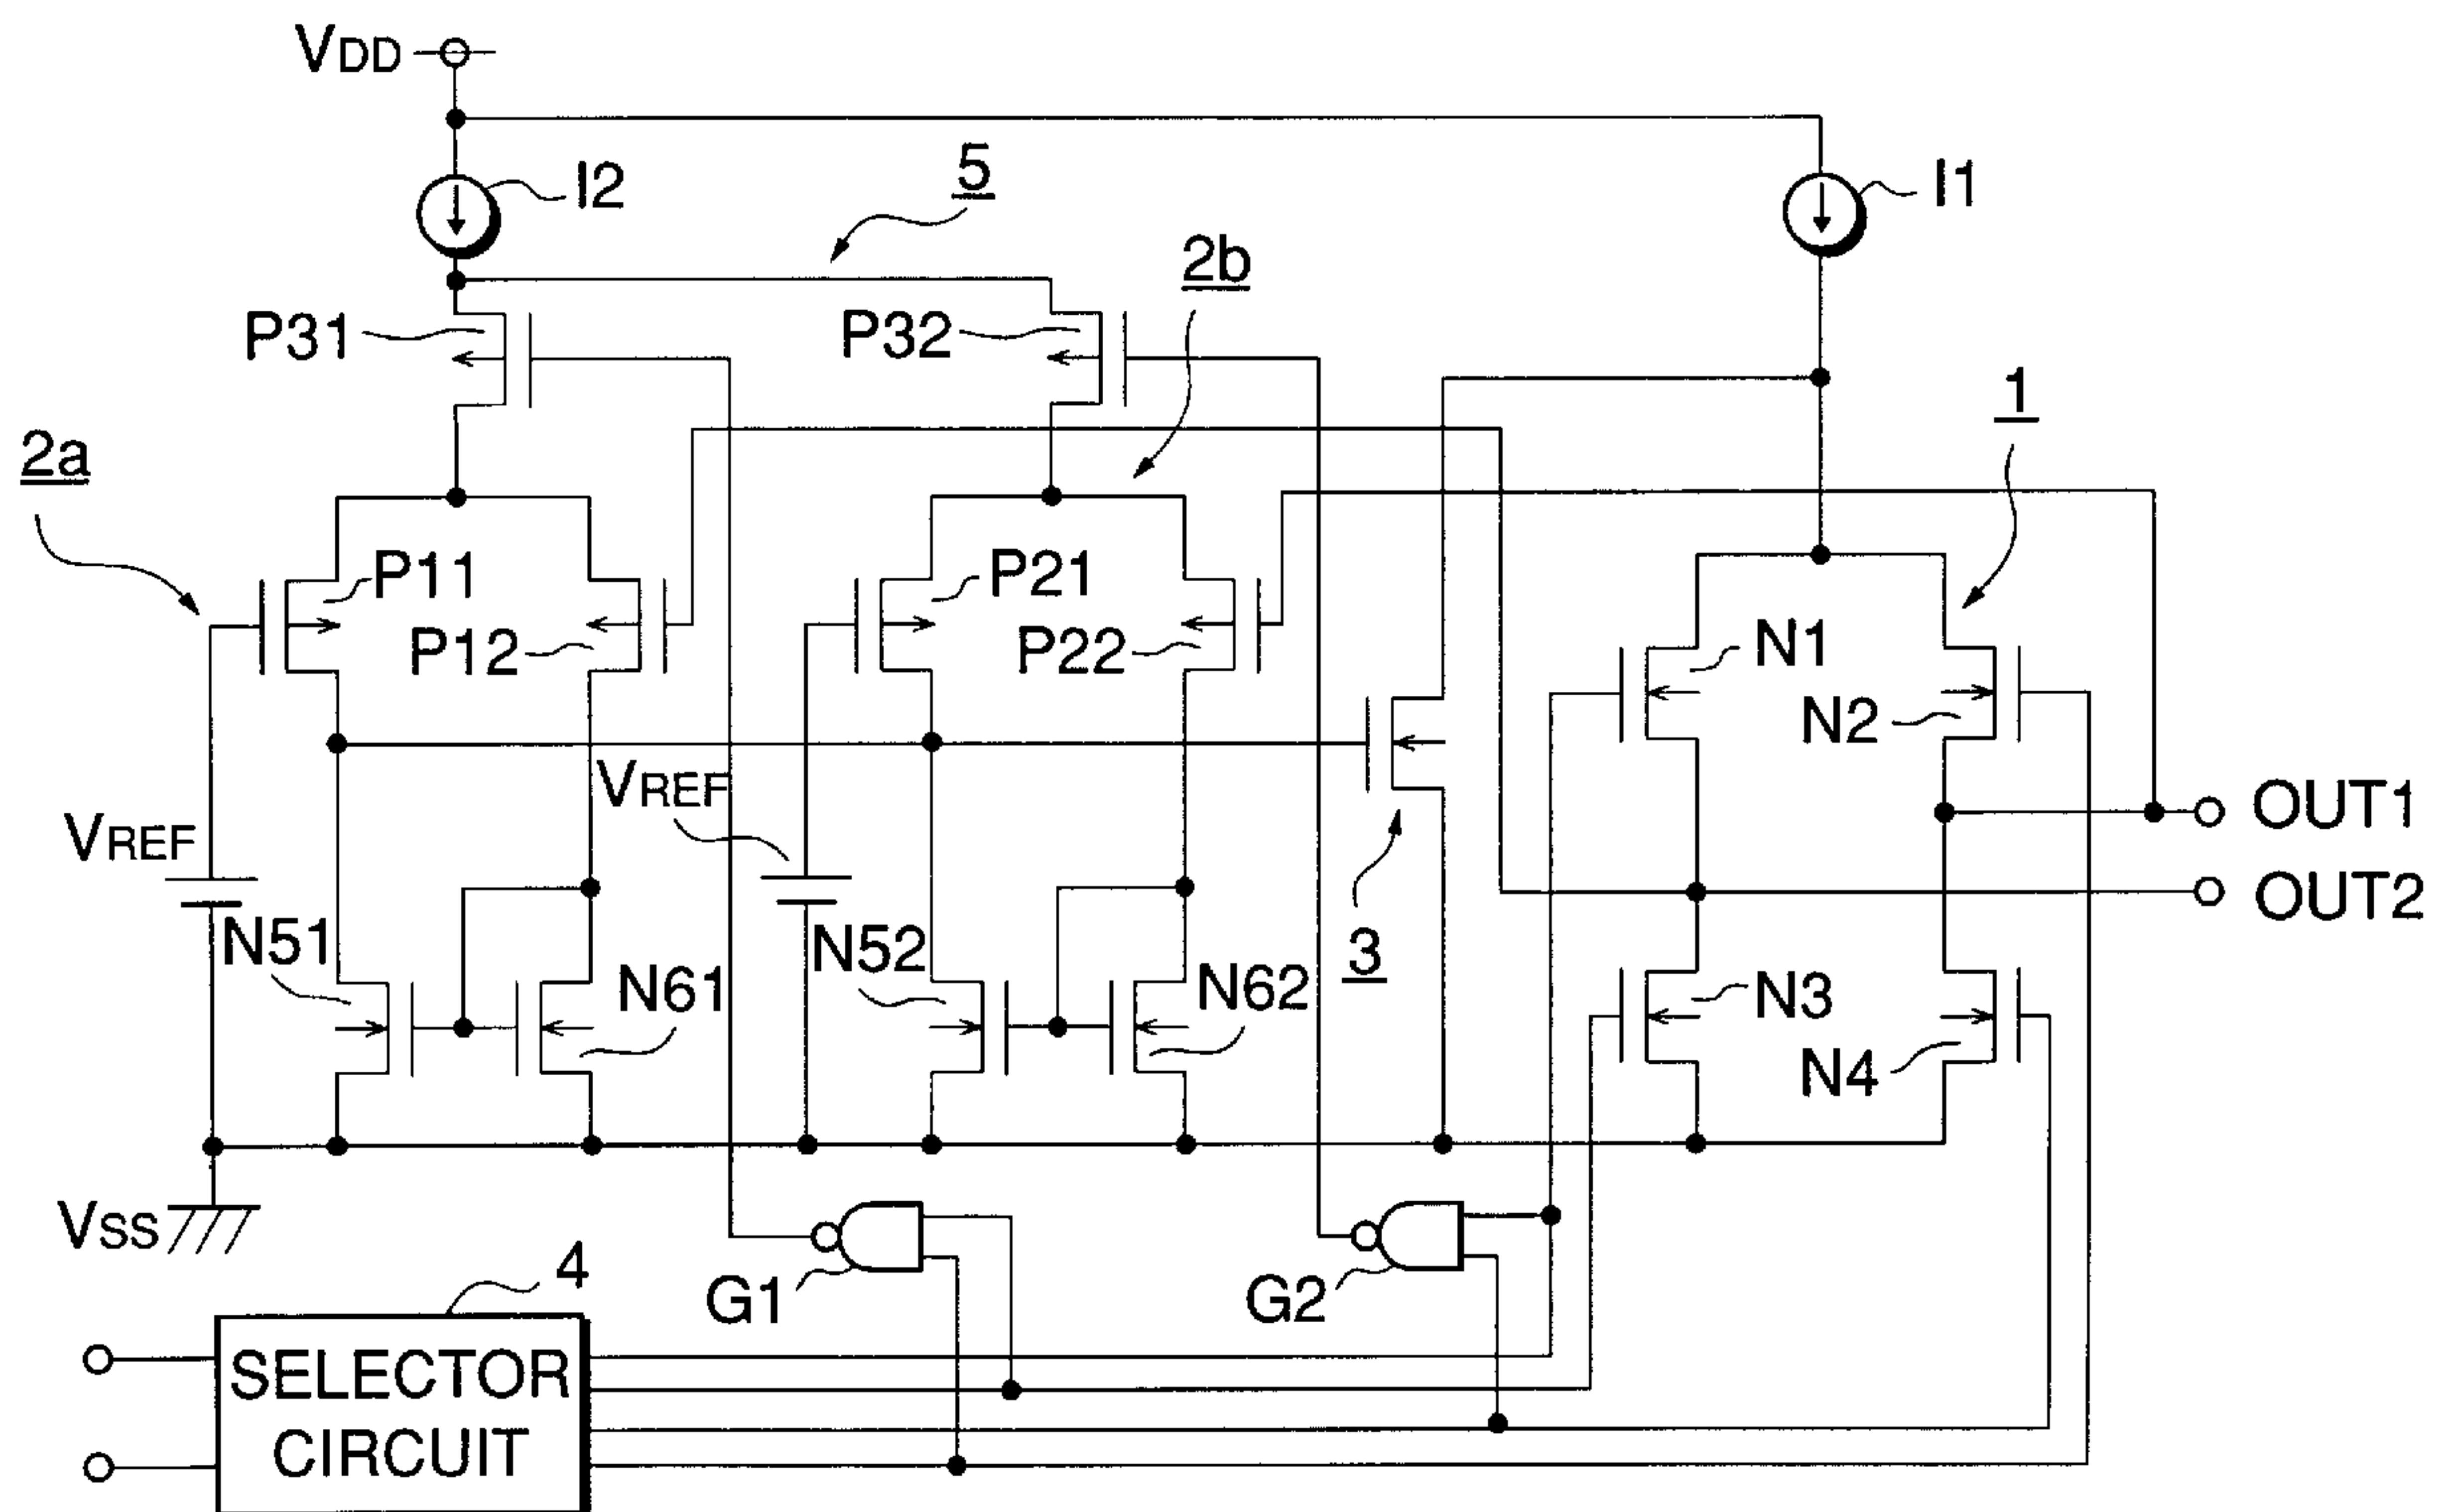 VDD
I2
5
I1
2b
P31
P32
1
2a
P11
P21
P12
P22
N1
N2
VREF
VREF
OUT1
OUT2
N51
N52
3
N61
N62
N3
N4
VSS
4
G1
G2
SELECTOR
CIRCUIT